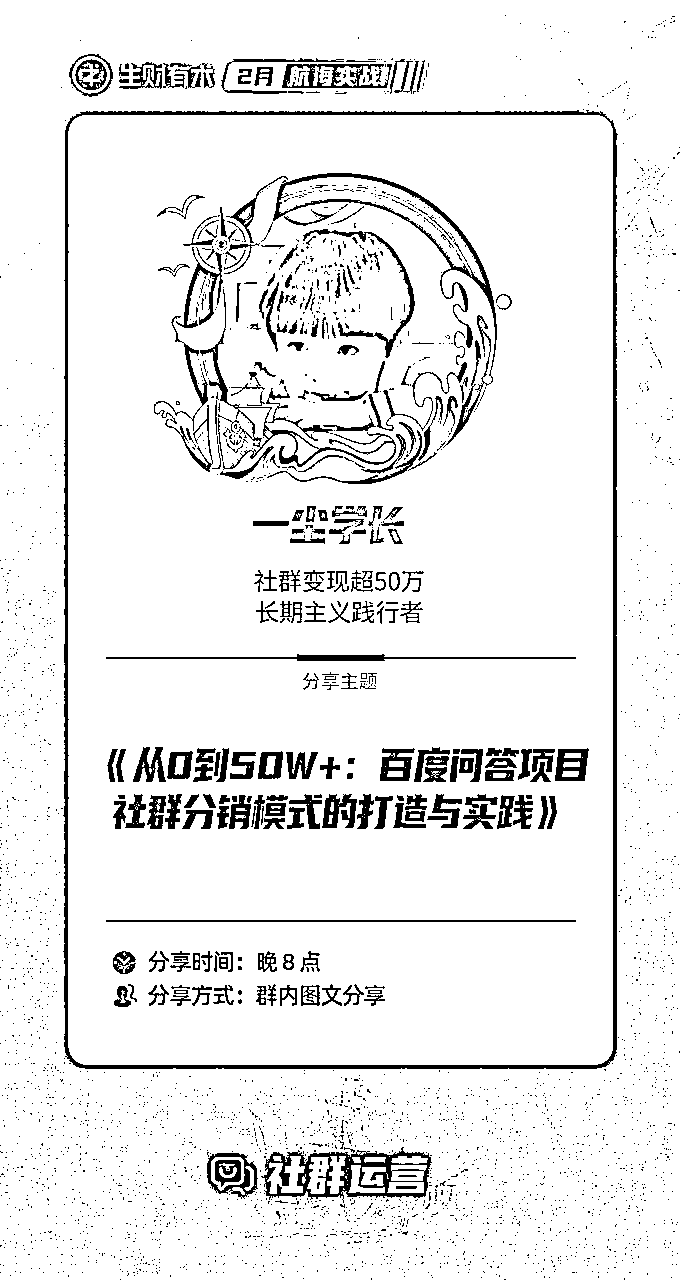 生财有术 2月 航海实战
一尘学长
社群变现超50万
长期主义践行者
分享主题
《从0到50W+：百度问答项目
社群分销模式的打造与实践》
分享时间：晚8点
分享方式：群内图文分享
社群运营